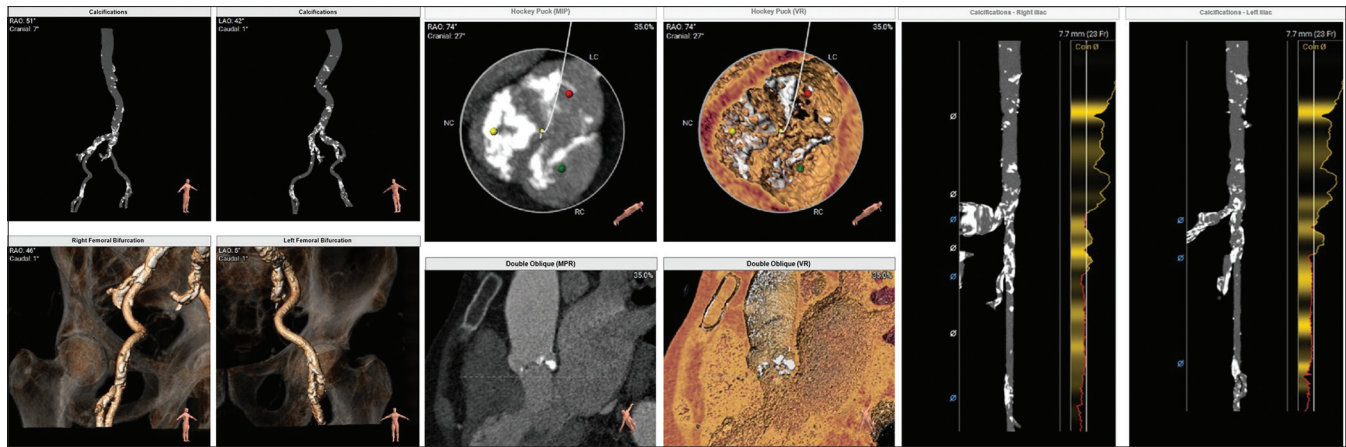 Calcifications
RAO: 51°
Caudal: 7°
Calcifications
LAO: 42°
Caudal: 1°
Hockey Puck (MIP)
RAO: 74°
Cranial: 27°
35.0%
LC
NC
RC
Hockey Puck (VR)
RAO: 74°
Cranial: 27°
35.0%
LC
NC
RC
Calcifications - Right Iliac
7.7 mm (23 Fr)
Calcifications - Left Iliac
7.7 mm (23 Fr)
Right Femoral Bifurcation
RAO: 46°
Caudal: 1°
Left Femoral Bifurcation
LAO: 5°
Caudal: 1°
Double Oblique (MPR)
35.0%
Double Oblique (VR)
35.0%